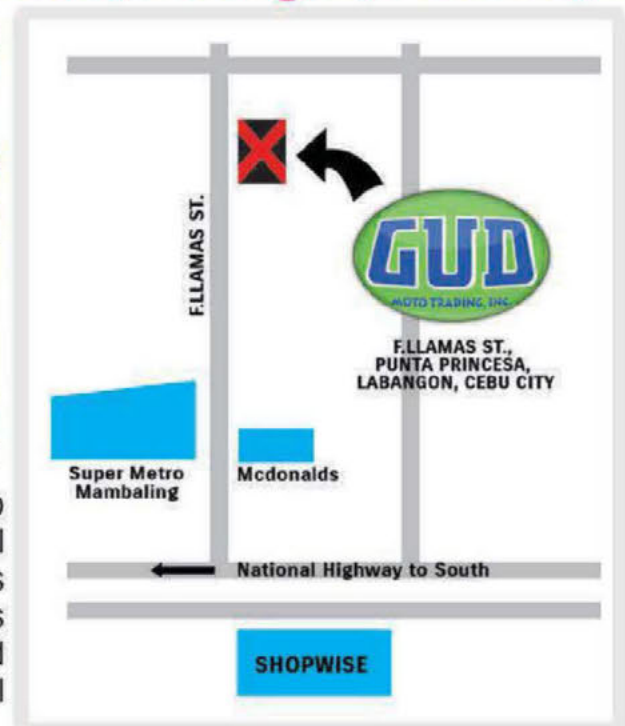 F.LLAMAS ST.
GUD
MOTO TRADING, INC.
F.LLAMAS ST.,
PUNTA PRINCESA,
LABANGON, CEBU CITY
Super Metro
Mambaling
Mcdonalds
National Highway to South
SHOPWISE